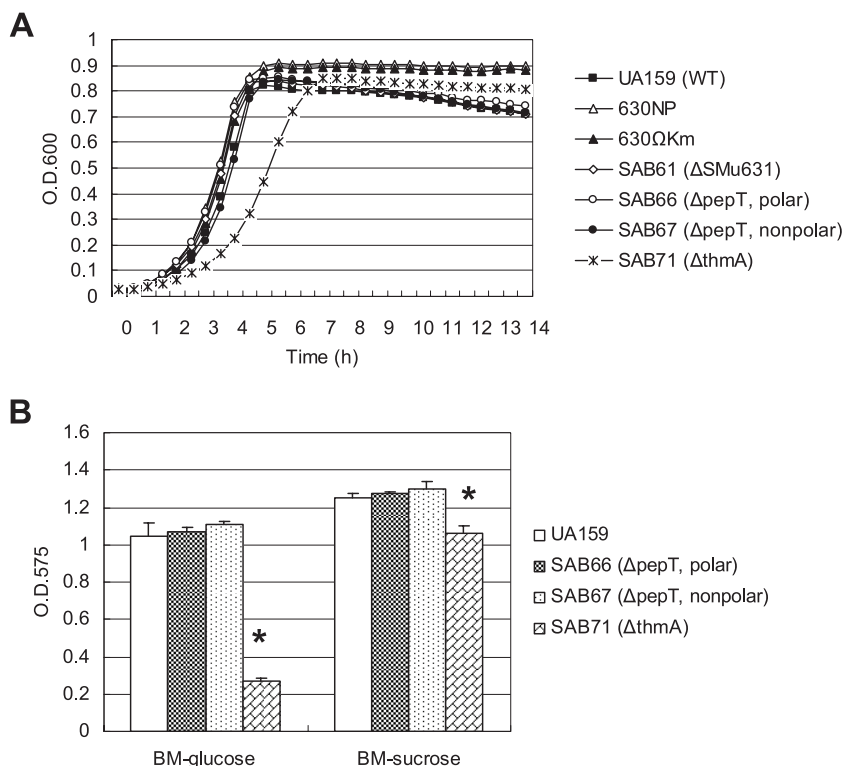 A
1
0.9
0.8
0.7
0.6
0.5
0.4
0.3
0.2
0.1
0
O.D.600
0 1 2 3 4 5 6 7 8 9 10 11 12 13 14
Time (h)
UA159 (WT)
630NP
630ΩKm
SAB61 (ΔSMu631)
SAB66 (ΔpepT, polar)
SAB67 (ΔpepT, nonpolar)
SAB71 (ΔthmA)
B
1.6
1.4
1.2
1
0.8
0.6
0.4
0.2
0
O.D.575
* *
BM-glucose BM-sucrose
UA159
SAB66 (ΔpepT, polar)
SAB67 (ΔpepT, nonpolar)
SAB71 (ΔthmA)